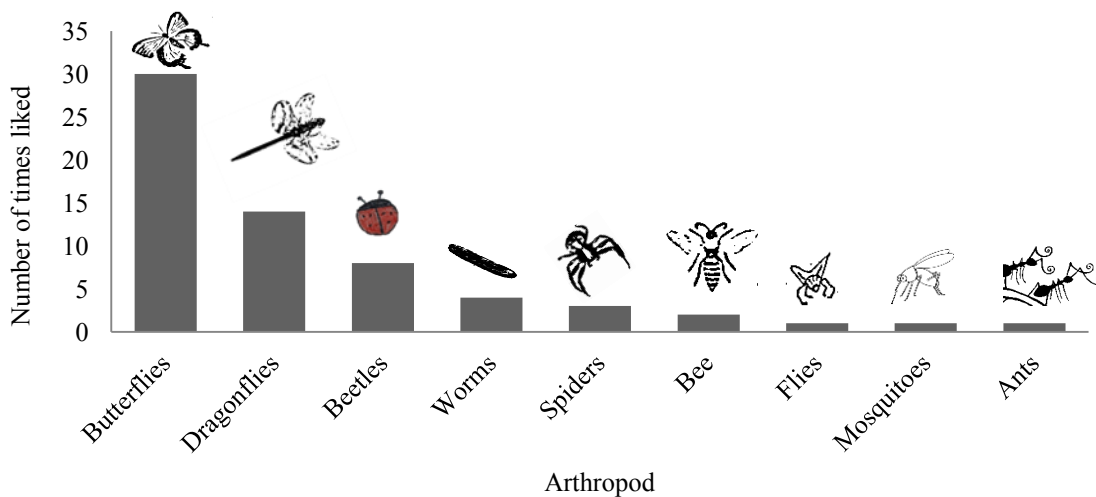 Number of times liked
35
30
25
20
15
10
5
0
Butterflies
Dragonflies
Beetles
Worms
Spiders
Bee
Flies
Mosquitoes
Ants
Arthropod